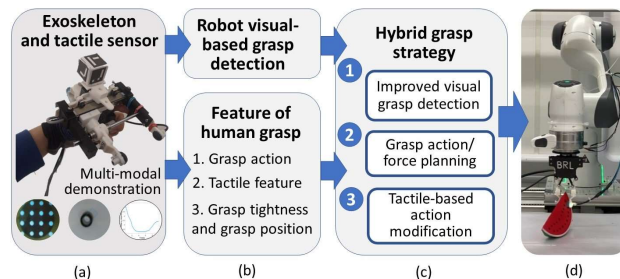 Exoskeleton
and tactile sensor
Multi-modal
demonstration
Robot visual-
based grasp
detection
Feature of
human grasp
1. Grasp action
2. Tactile feature
3. Grasp tightness
and grasp position
Hybrid grasp
strategy
1
Improved visual
grasp detection
2
Grasp action/
force planning
3
Tactile-based
action
modification
BRL
(a)
(b)
(c)
(d)